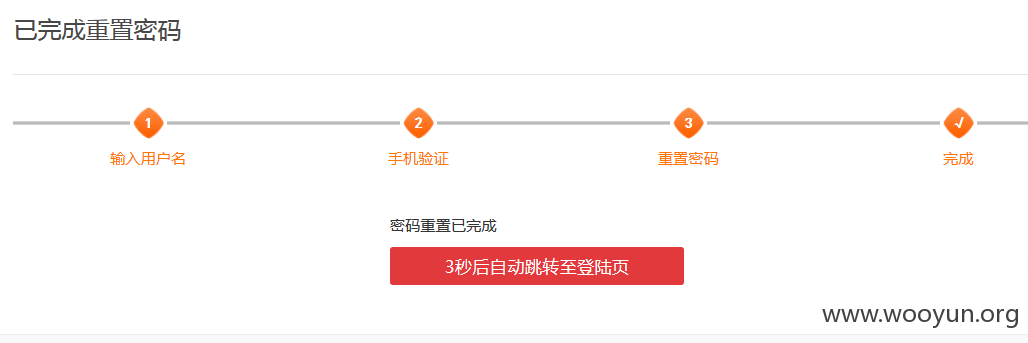 已完成重置密码
1 2 3 √
输入用户名 手机验证 重置密码 完成
密码重置已完成
3秒后自动跳转至登陆页
www.wooyun.org